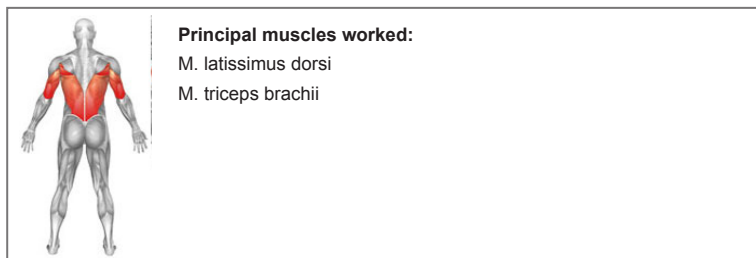 Principal muscles worked:
M. latissimus dorsi
M. triceps brachii